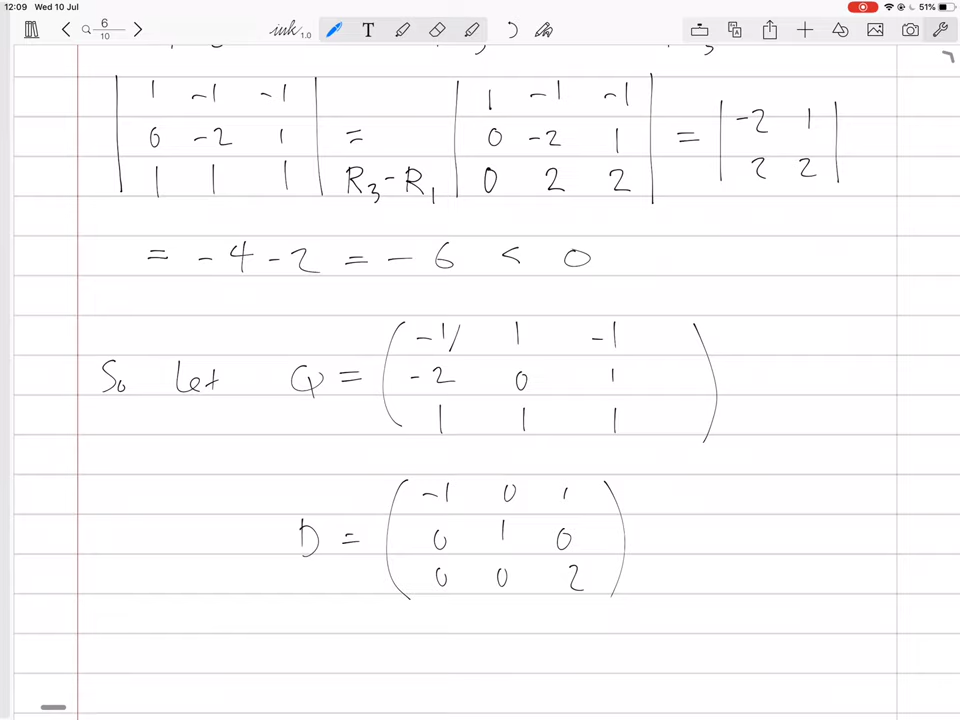 12:09 Wed 10 Jul 51%
6
10
ink 1.0 T
| 1 -1 -1 | | 1 -1 -1 |
| 0 -2 1 | = | 0 -2 1 | = | -2 1 |
| 1 1 1 | R₃-R₁ | 0 2 2 | | 2 2 |
= -4 - 2 = - 6 < 0
( -1 1 -1 )
So let Q = ( -2 0 1 )
( 1 1 1 )
( -1 0 )
D = ( 0 1 0 )
( 0 0 2 )